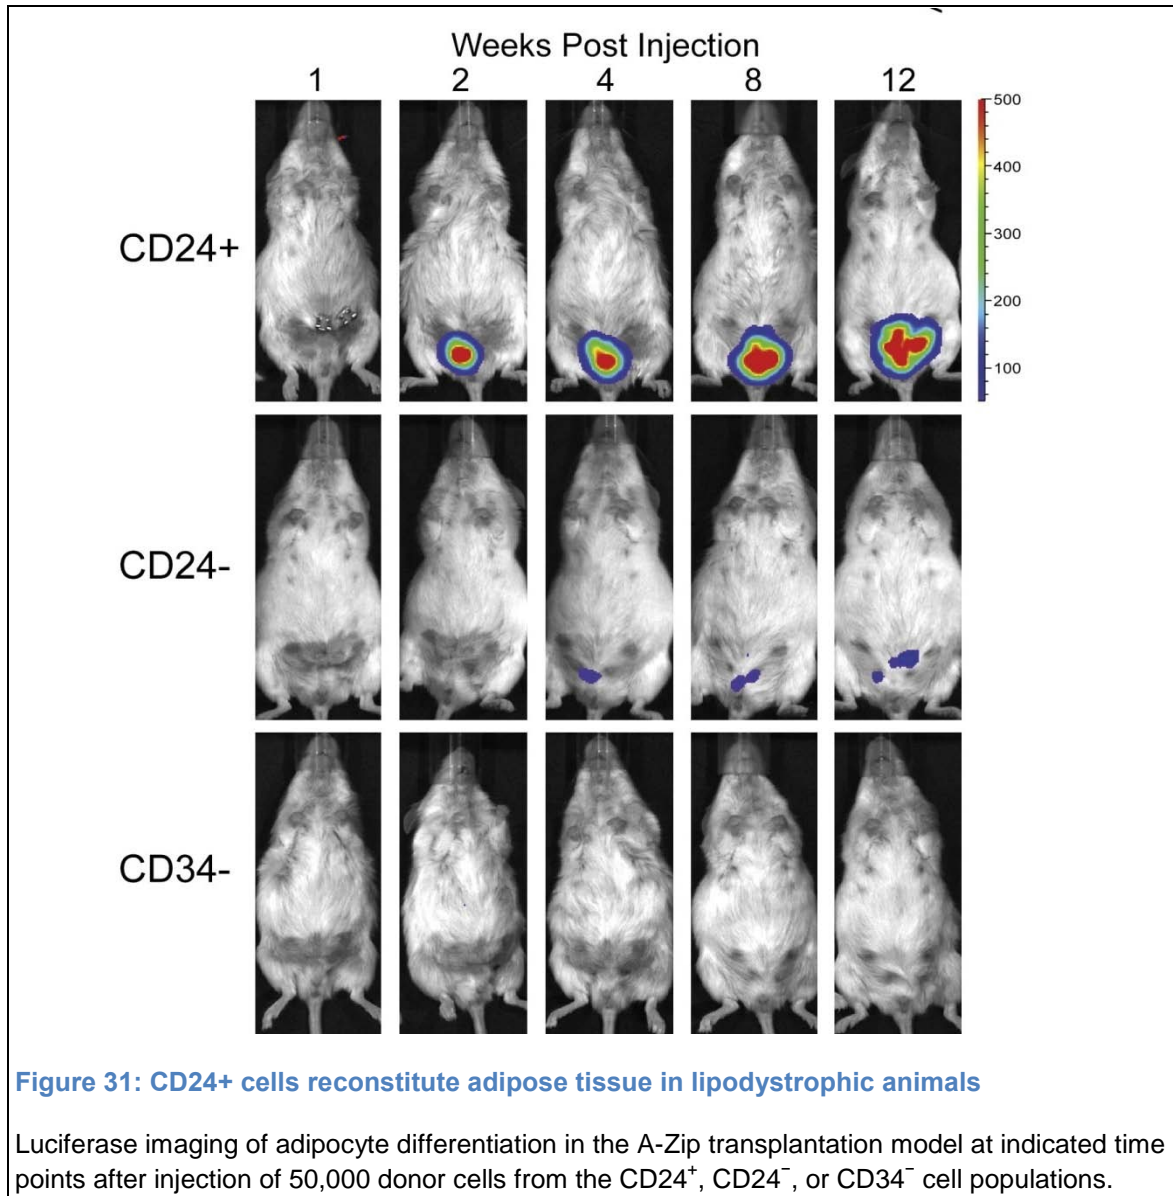 Weeks Post Injection
1 2 4 8 12
500
400
CD24+
300
200
100
CD24-
CD34-
Figure 31: CD24+ cells reconstitute adipose tissue in lipodystrophic animals
Luciferase imaging of adipocyte differentiation in the A-Zip transplantation model at indicated time
points after injection of 50,000 donor cells from the CD24⁺, CD24⁻, or CD34⁻ cell populations.